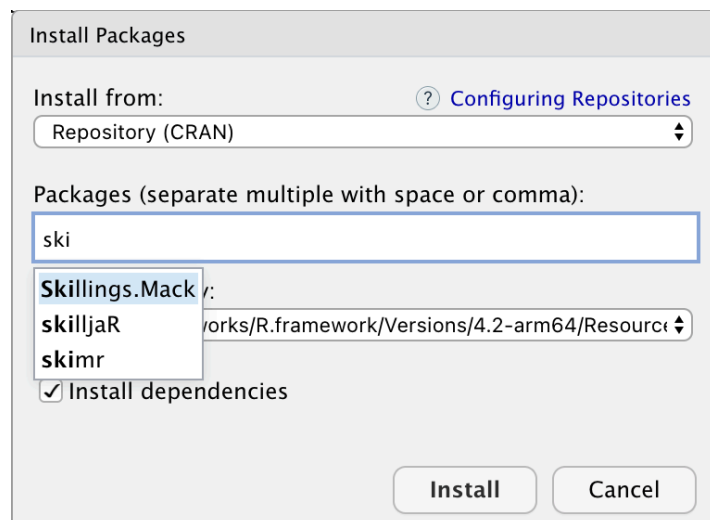 Install Packages
Install from:
? Configuring Repositories
Repository (CRAN)
Packages (separate multiple with space or comma):
ski
Skillings.Mack
y:
skilljaR
works/R.framework/Versions/4.2-arm64/Resource
skimr
Install dependencies
Install
Cancel